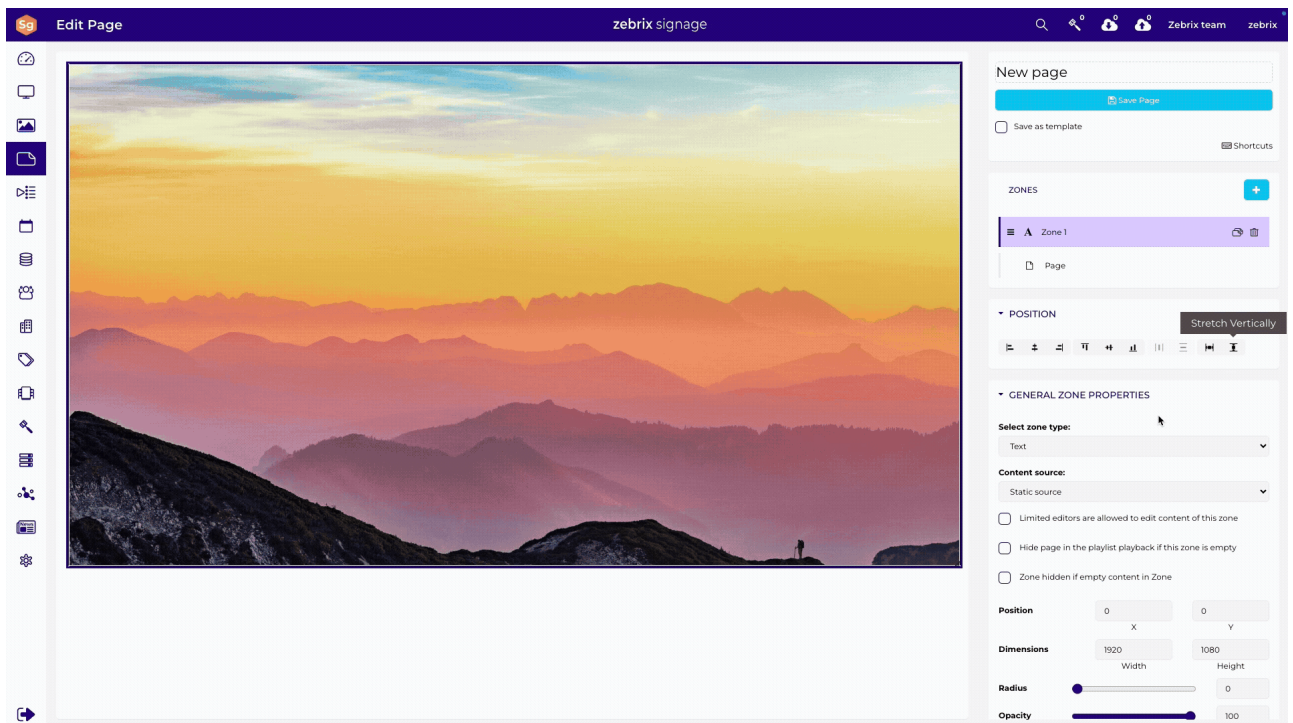 Sg Edit Page zebrix signage 0 0 0 Zebrix team zebrix
New page
Save Page
Save as template
Shortcuts
ZONES +
A Zone 1
Page
POSITION
Stretch Vertically
GENERAL ZONE PROPERTIES
Select zone type:
Text
Content source:
Static source
Limited editors are allowed to edit content of this zone
Hide page in the playlist playback if this zone is empty
Zone hidden if empty content in Zone
Position 0 0
X Y
Dimensions 1920 1080
Width Height
Radius 0
Opacity 100